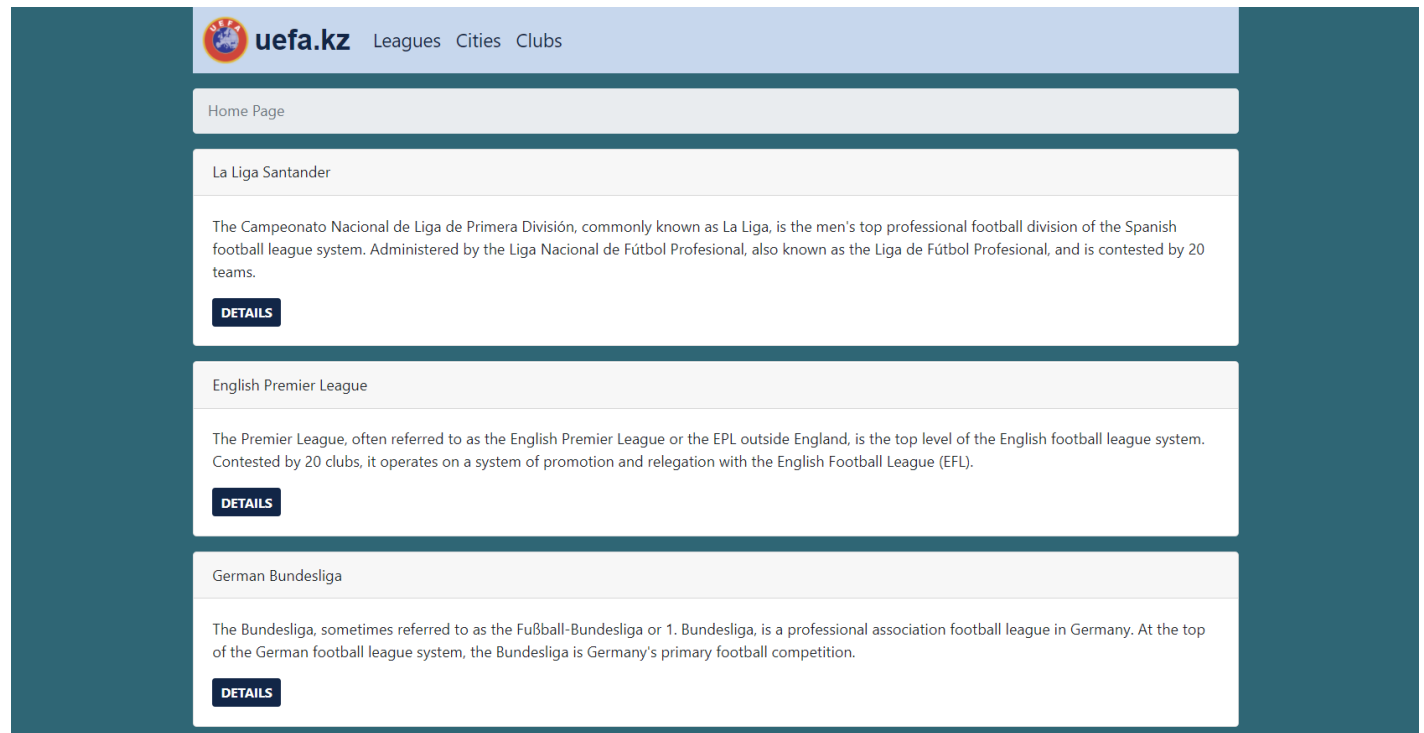 UEFA
uefa.kz Leagues Cities Clubs
Home Page
La Liga Santander
The Campeonato Nacional de Liga de Primera División, commonly known as La Liga, is the men's top professional football division of the Spanish
football league system. Administered by the Liga Nacional de Fútbol Profesional, also known as the Liga de Fútbol Profesional, and is contested by 20
teams.
DETAILS
English Premier League
The Premier League, often referred to as the English Premier League or the EPL outside England, is the top level of the English football league system.
Contested by 20 clubs, it operates on a system of promotion and relegation with the English Football League (EFL).
DETAILS
German Bundesliga
The Bundesliga, sometimes referred to as the Fußball-Bundesliga or 1. Bundesliga, is a professional association football league in Germany. At the top
of the German football league system, the Bundesliga is Germany's primary football competition.
DETAILS